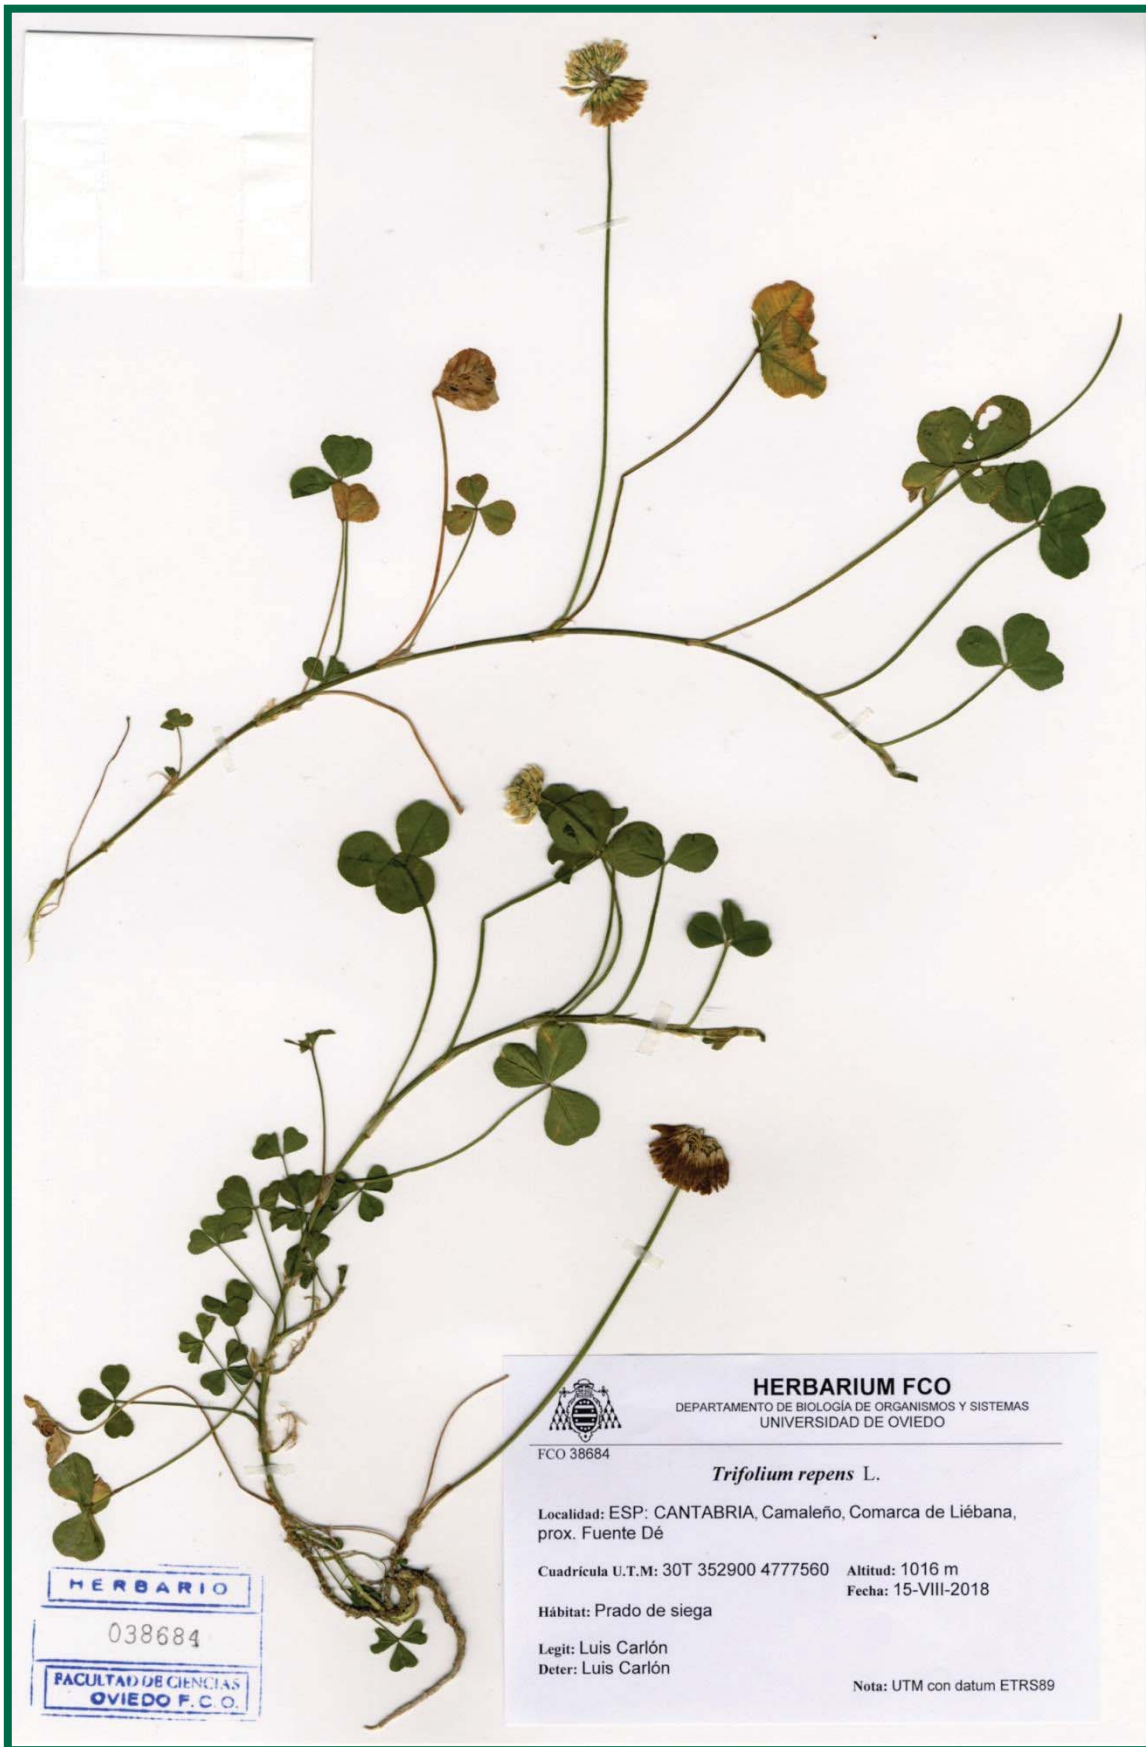 HERBARIUM FCO
DEPARTAMENTO DE BIOLOGÍA DE ORGANISMOS Y SISTEMAS
UNIVERSIDAD DE OVIEDO
FCO 38684
Trifolium repens L.
Localidad: ESP: CANTABRIA, Camaleño, Comarca de Liébana,
prox. Fuente Dé
Cuadrícula U.T.M: 30T 352900 4777560 Altitud: 1016 m
Fecha: 15-VIII-2018
Hábitat: Prado de siega
Legit: Luis Carlón
Deter: Luis Carlón
Nota: UTM con datum ETRS89
HERBARIO
038684
FACULTAD DE CIENCIAS
OVIEDO F.C.O.